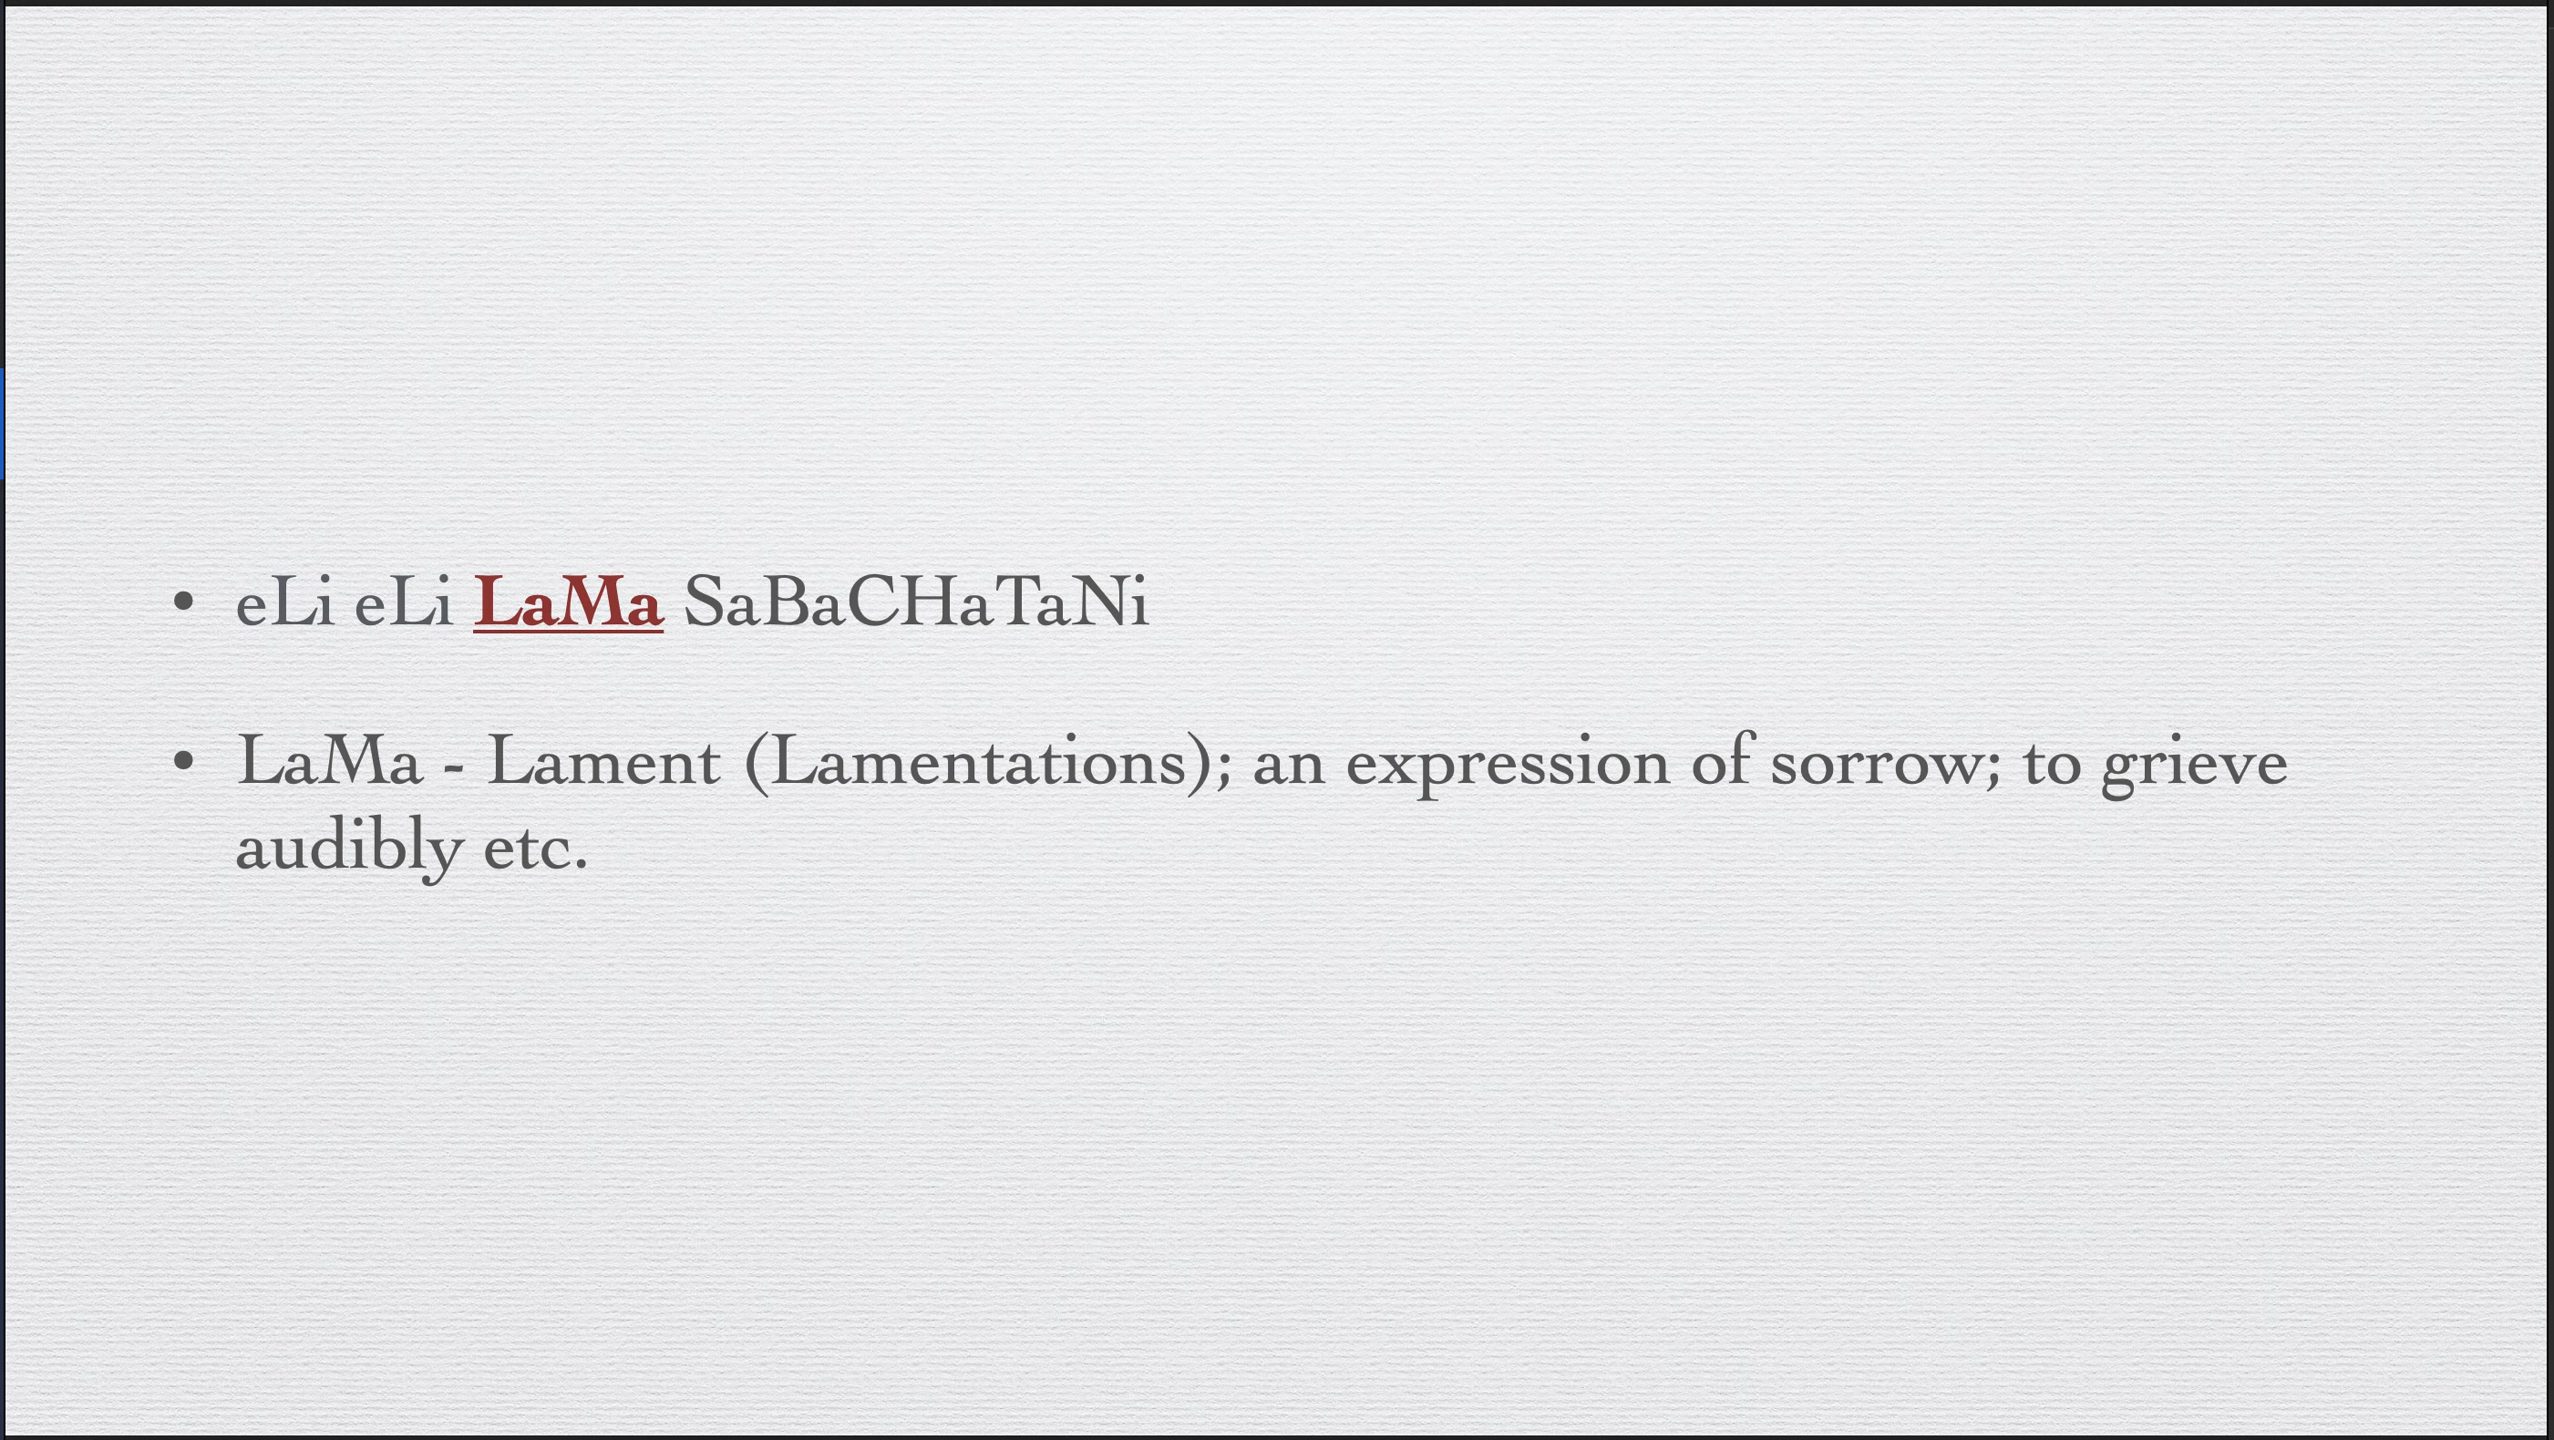 • eLi eLi LaMa SaBaCHaTaNi
• LaMa - Lament (Lamentations); an expression of sorrow; to grieve
audibly etc.